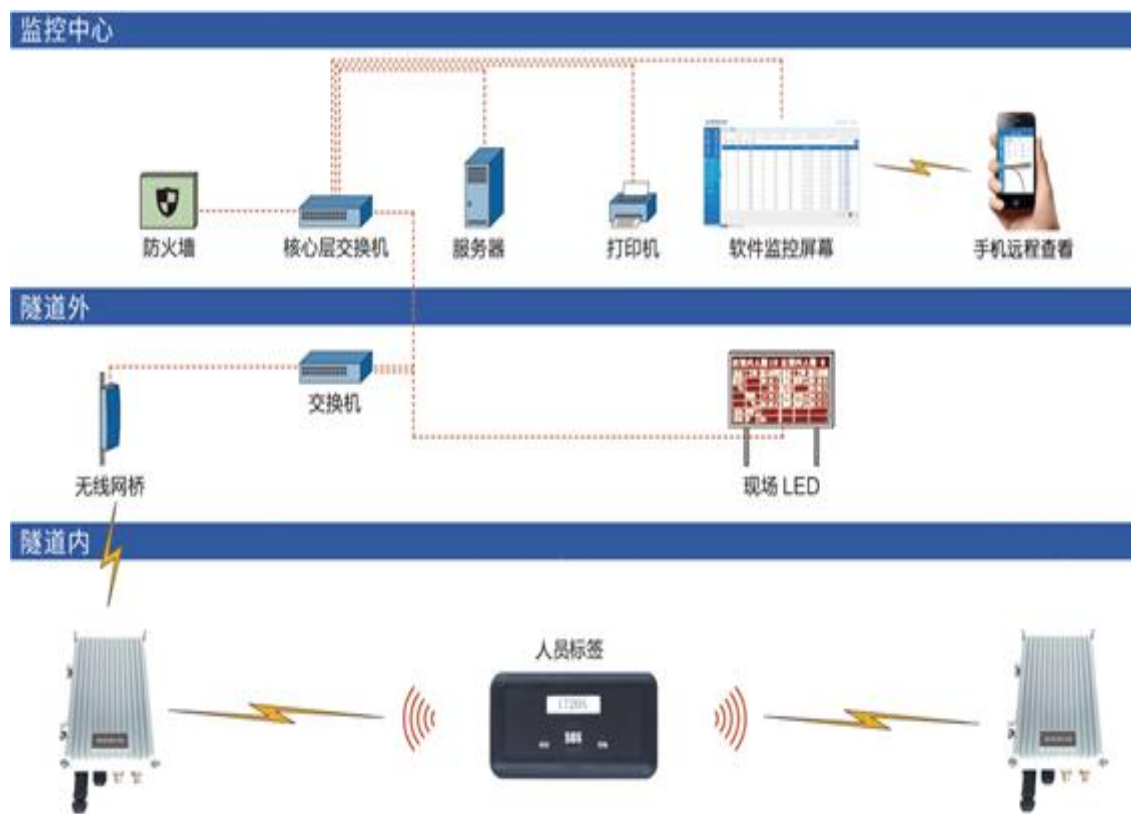 监控中心
防火墙
核心层交换机
服务器
打印机
软件监控屏幕
手机远程查看
隧道外
交换机
无线网桥
现场 LED
隧道内
人员标签
SOS